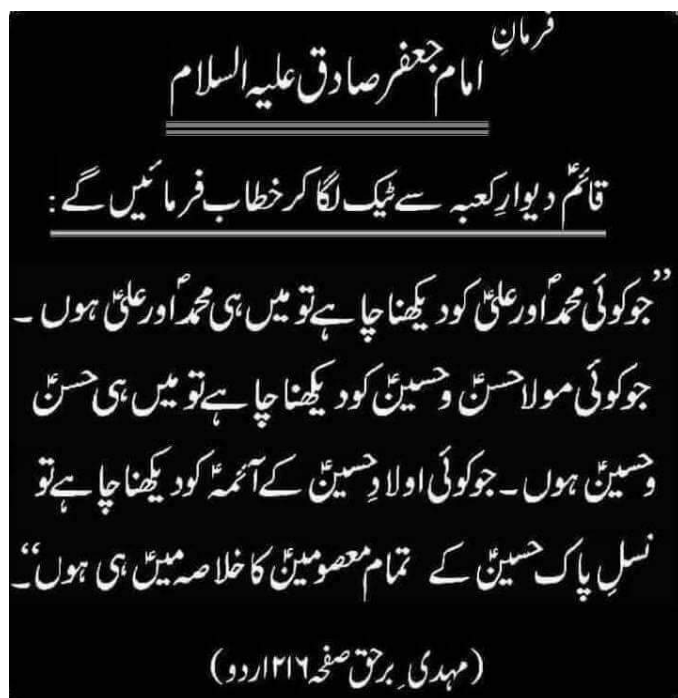 فرمانِ
امام جعفر صادق علیہ السلام
قائمؑ دیوارِ کعبہ سے ٹیک لگا کر خطاب فرمائیں گے:
”جو کوئی محمدؐ اور علیؑ کو دیکھنا چاہے تو میں ہی محمدؐ اور علیؑ ہوں ۔
جو کوئی مولا حسنؑ و حسینؑ کو دیکھنا چاہے تو میں ہی حسنؑ
و حسینؑ ہوں ۔ جو کوئی اولادِ حسینؑ کے آئمہؑ کو دیکھنا چاہے تو
نسلِ پاک حسینؑ کے تمام معصومینؑ کا خلاصہ میں ہی ہوں“۔
(مہدیِ برحق صفحہ ۲۱۶ اردو)